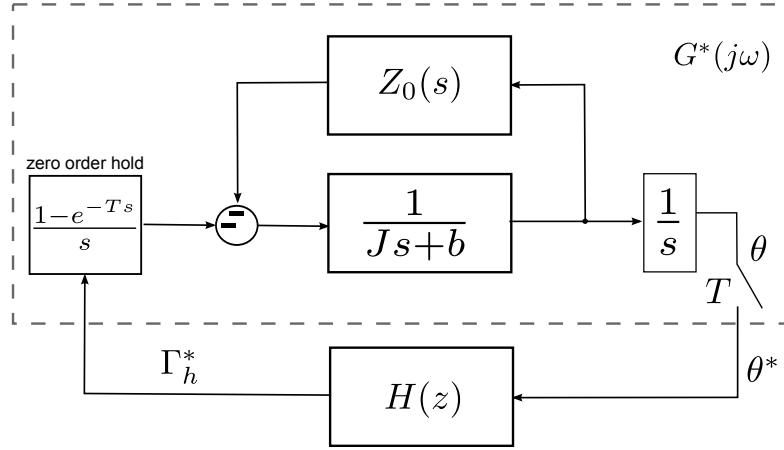 G*(jω)
Z₀(s)
zero order hold
1−e^{−Ts}
s
1
Js+b
1
s
θ
T
Γ*ₕ
H(z)
θ*